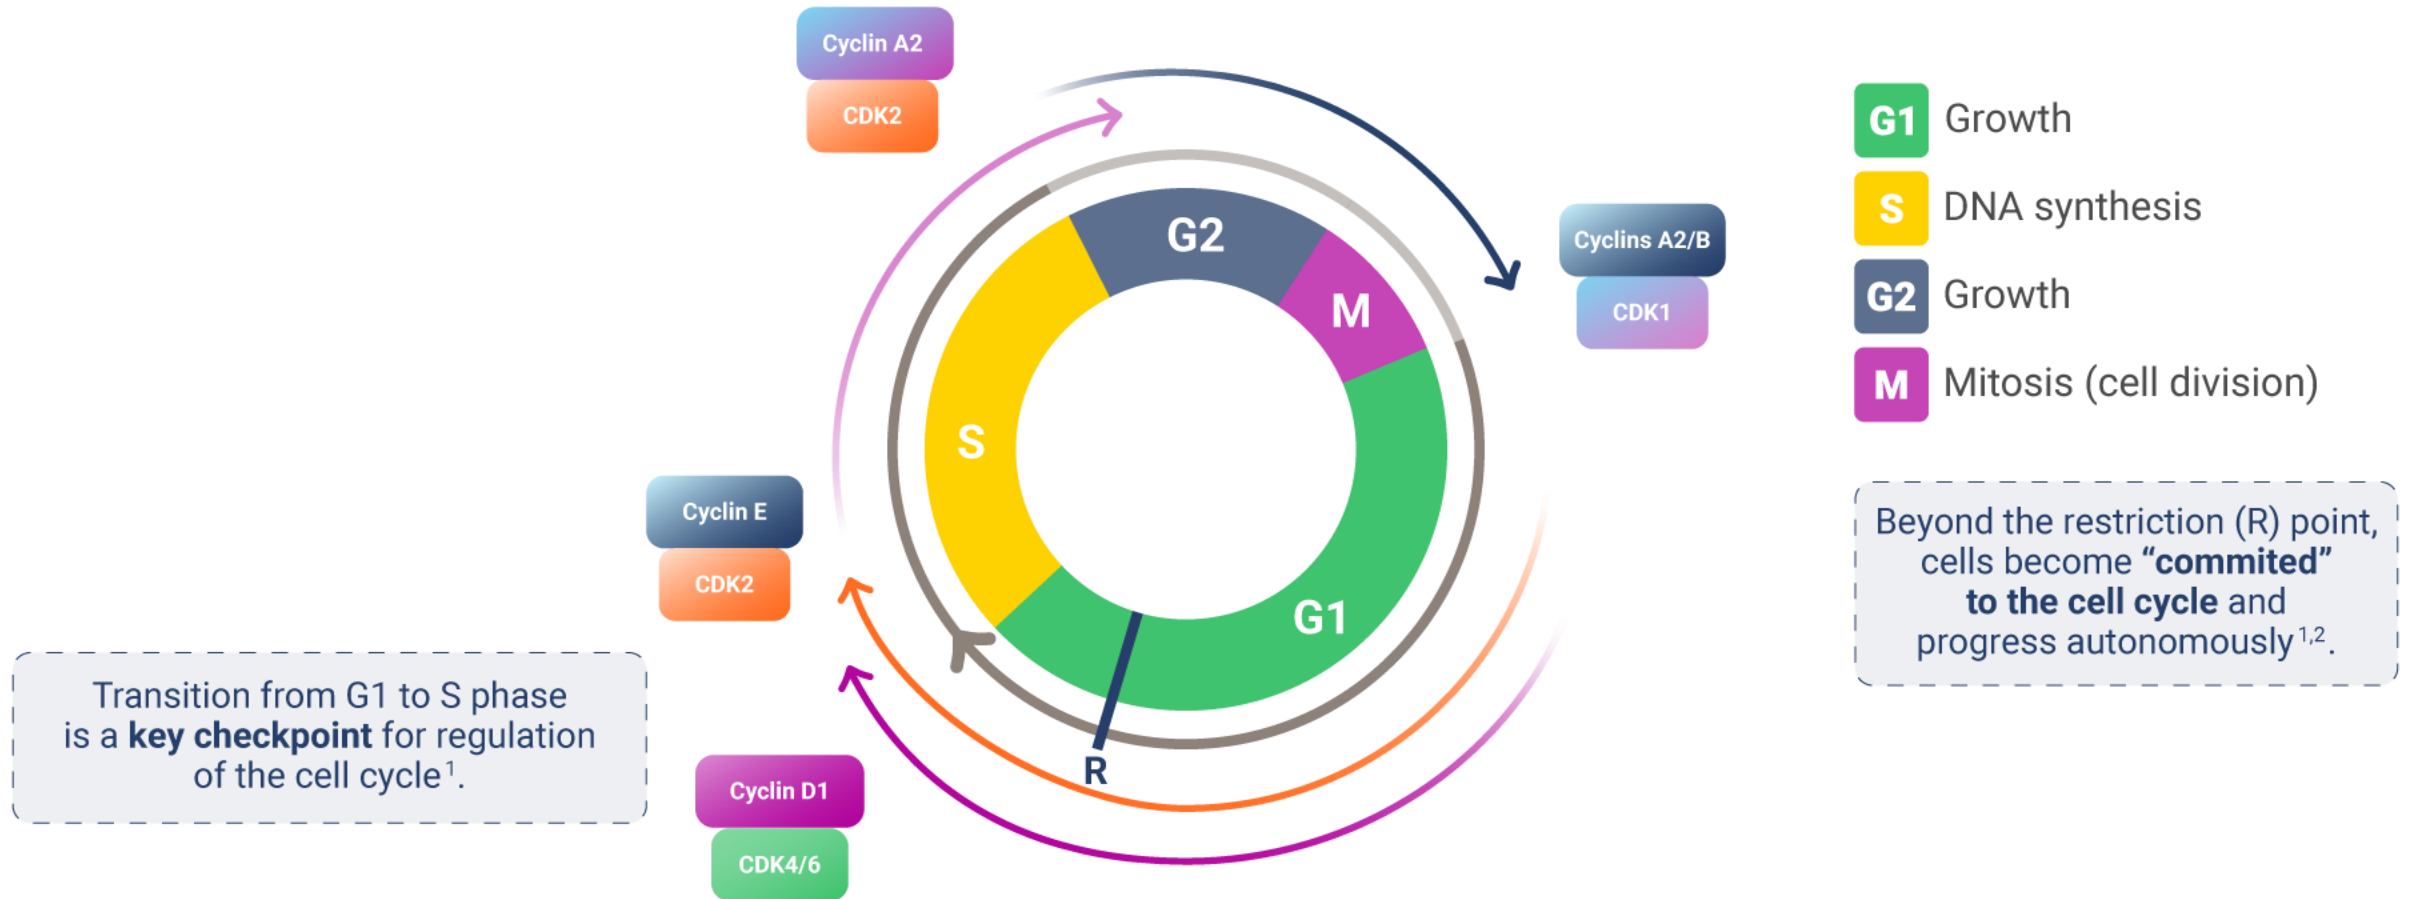 Cyclin A2
CDK2
Cyclins A2/B
CDK1
Cyclin E
CDK2
Cyclin D1
CDK4/6
G2
M
S
G1
R
G1 Growth
S DNA synthesis
G2 Growth
M Mitosis (cell division)
Transition from G1 to S phase
is a key checkpoint for regulation
of the cell cycle¹.
Beyond the restriction (R) point,
cells become “commited”
to the cell cycle and
progress autonomously¹,².